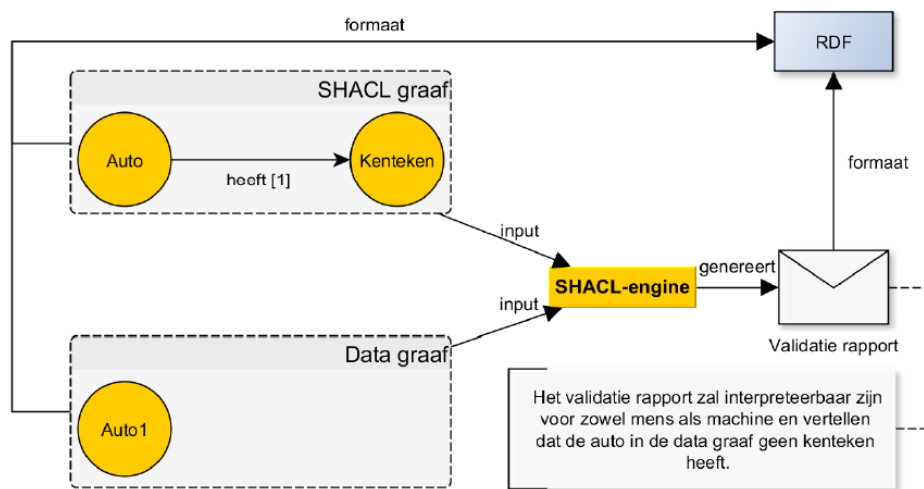 formaat
RDF
SHACL graaf
Auto
Kenteken
heeft [1]
formaat
input
genereert
SHACL-engine
input
Validatie rapport
Data graaf
Auto1
Het validatie rapport zal interpreteerbaar zijn
voor zowel mens als machine en vertellen
dat de auto in de data graaf geen kenteken
heeft.